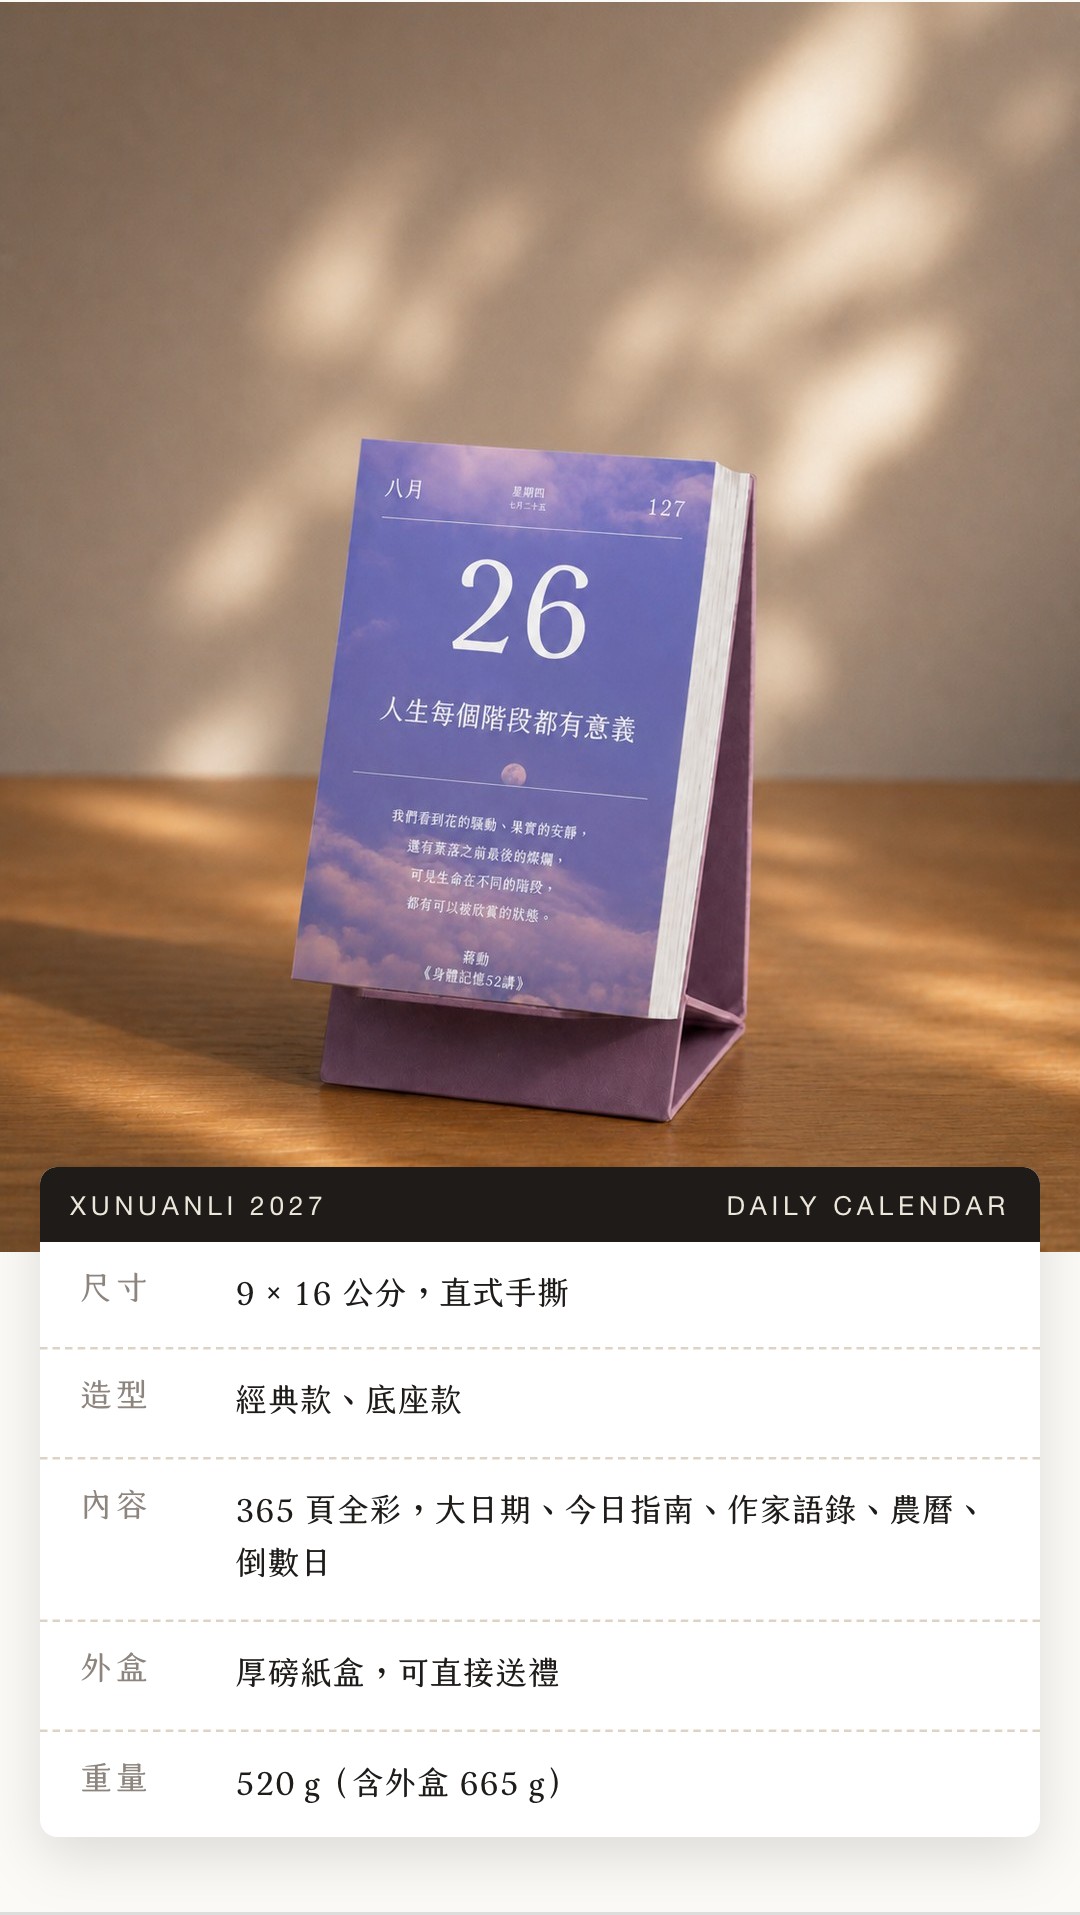 八月
星期四
七月二十五
127
26
人生每個階段都有意義
我們看到花的騷動、果實的安靜，
還有葉落之前最後的燦爛，
可見生命在不同的階段，
都有可以被欣賞的狀態。
蔣勳
《身體記憶52講》
XUNUANLI 2027 DAILY CALENDAR
尺寸 9 × 16 公分，直式手撕
造型 經典款、底座款
內容 365 頁全彩，大日期、今日指南、作家語錄、農曆、
倒數日
外盒 厚磅紙盒，可直接送禮
重量 520 g（含外盒 665 g）